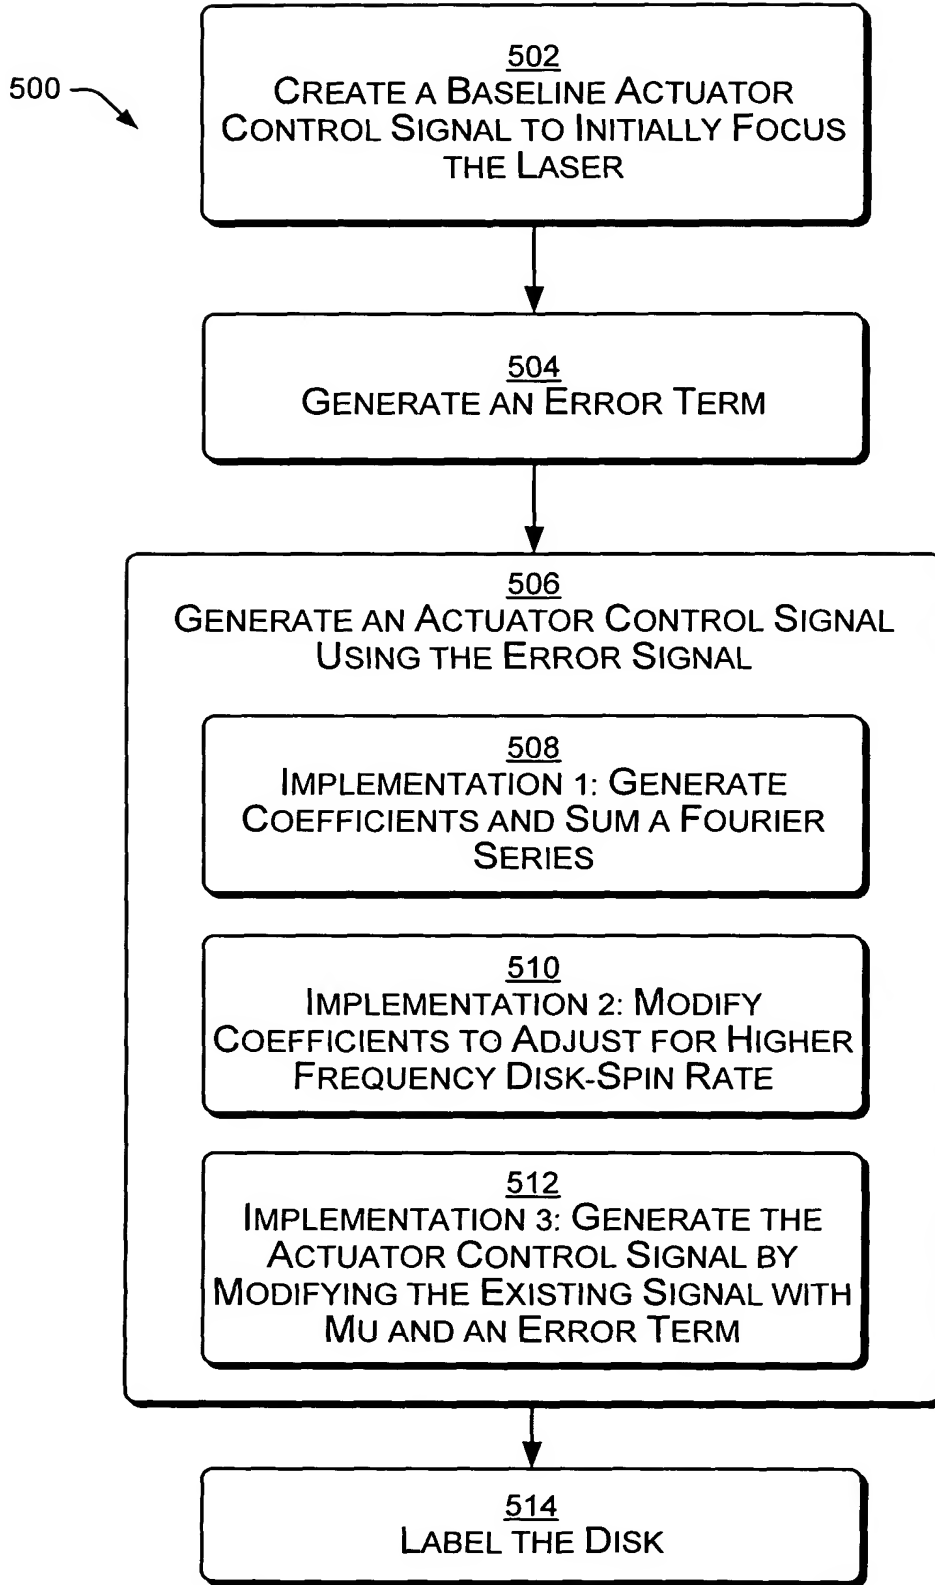 500
502
CREATE A BASELINE ACTUATOR
CONTROL SIGNAL TO INITIALLY FOCUS
THE LASER
504
GENERATE AN ERROR TERM
506
GENERATE AN ACTUATOR CONTROL SIGNAL
USING THE ERROR SIGNAL
508
IMPLEMENTATION 1: GENERATE
COEFFICIENTS AND SUM A FOURIER
SERIES
510
IMPLEMENTATION 2: MODIFY
COEFFICIENTS TO ADJUST FOR HIGHER
FREQUENCY DISK-SPIN RATE
512
IMPLEMENTATION 3: GENERATE THE
ACTUATOR CONTROL SIGNAL BY
MODIFYING THE EXISTING SIGNAL WITH
MU AND AN ERROR TERM
514
LABEL THE DISK